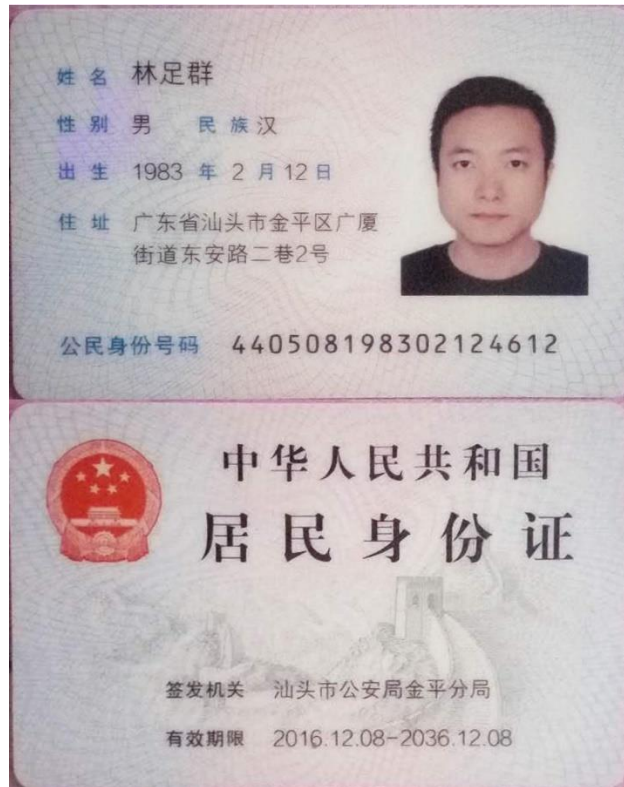 姓名 林足群
性别 男 民族 汉
出生 1983 年 2 月 12 日
住址 广东省汕头市金平区广厦
街道东安路二巷2号
公民身份号码 440508198302124612
中华人民共和国
居民身份证
签发机关 汕头市公安局金平分局
有效期限 2016.12.08-2036.12.08